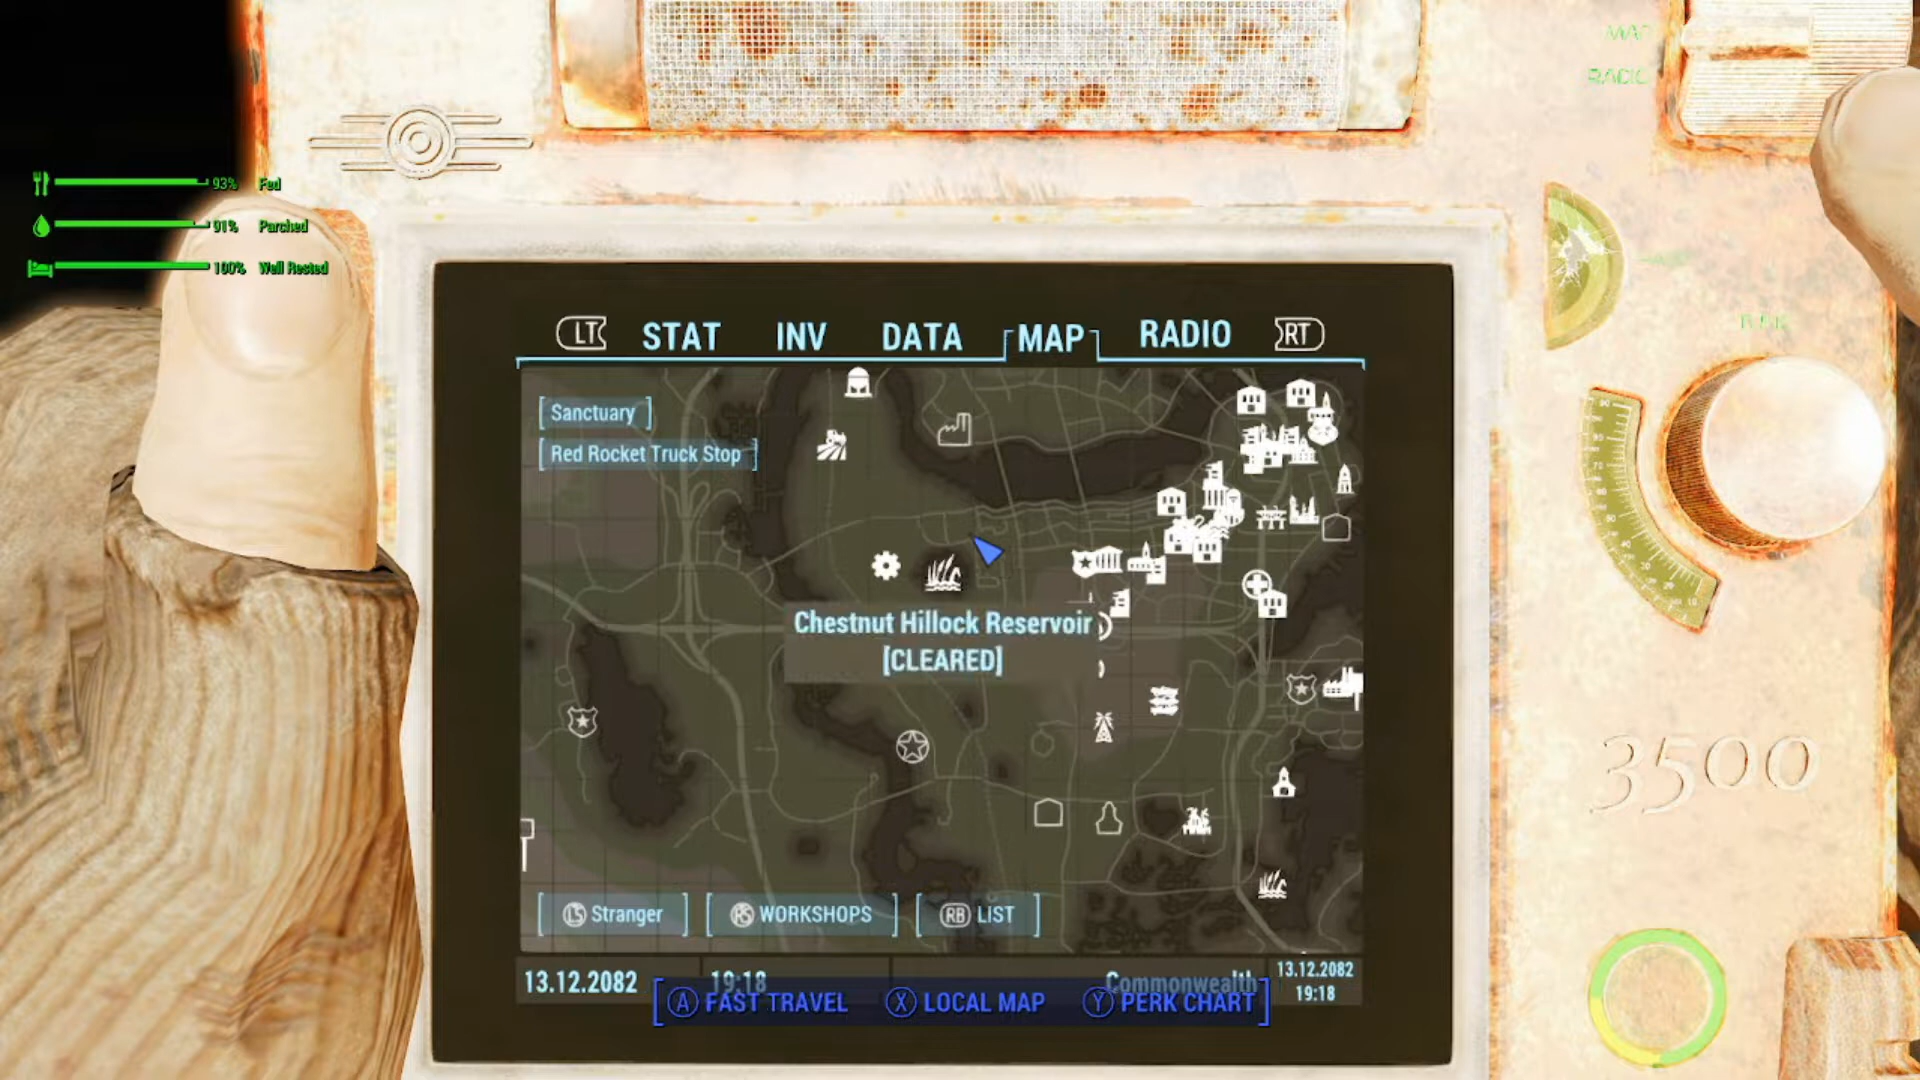 MAP
RADIO
93% Fed
91% Parched
100% Well Rested
LT STAT INV DATA MAP RADIO RT
Sanctuary
Red Rocket Truck Stop
Chestnut Hillock Reservoir
[CLEARED]
LS Stranger RS WORKSHOPS RB LIST
13.12.2082 19:18 Commonwealth 13.12.2082
19:18
A FAST TRAVEL X LOCAL MAP Y PERK CHART
3500